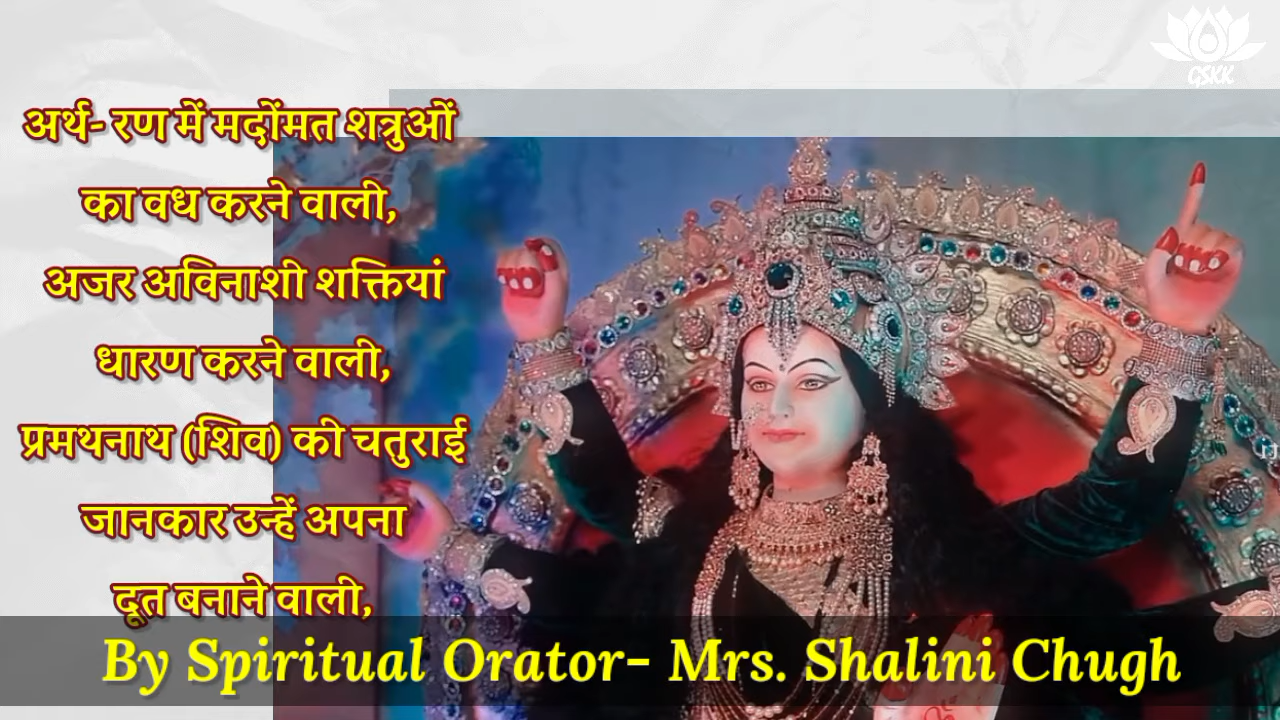 GSKK
अर्थ- रण में मदोंमत शत्रुओं
का वध करने वाली,
अजर अविनाशी शक्तियां
धारण करने वाली,
प्रमथनाथ (शिव) की चतुराई
जानकार उन्हें अपना
दूत बनाने वाली,
By Spiritual Orator- Mrs. Shalini Chugh